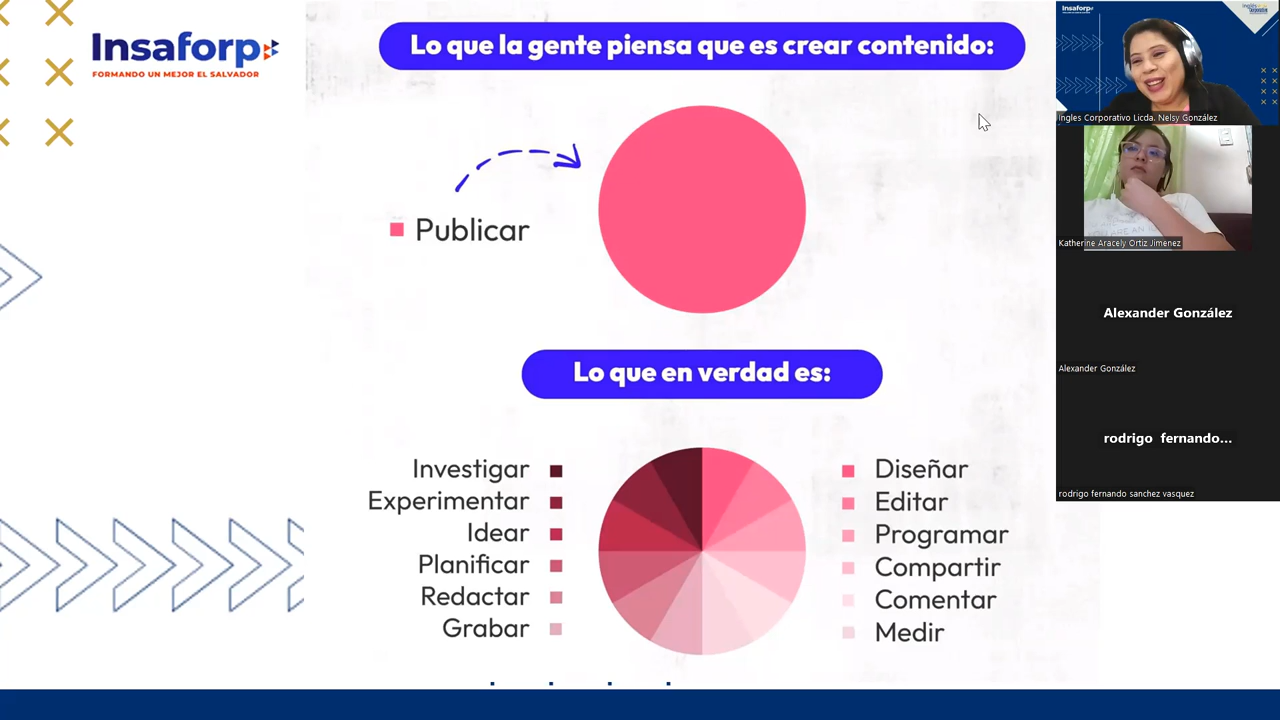 Insaforp
FORMANDO UN MEJOR EL SALVADOR
Lo que la gente piensa que es crear contenido:
Publicar
Lo que en verdad es:
Investigar
Experimentar
Idear
Planificar
Redactar
Grabar
Diseñar
Editar
Programar
Compartir
Comentar
Medir
Insaforp
Ingles Corporativo Licda. Nelsy González
Katherine Aracely Ortiz Jimenez
Alexander González
Alexander González
rodrigo fernando...
rodrigo fernando sanchez vasquez